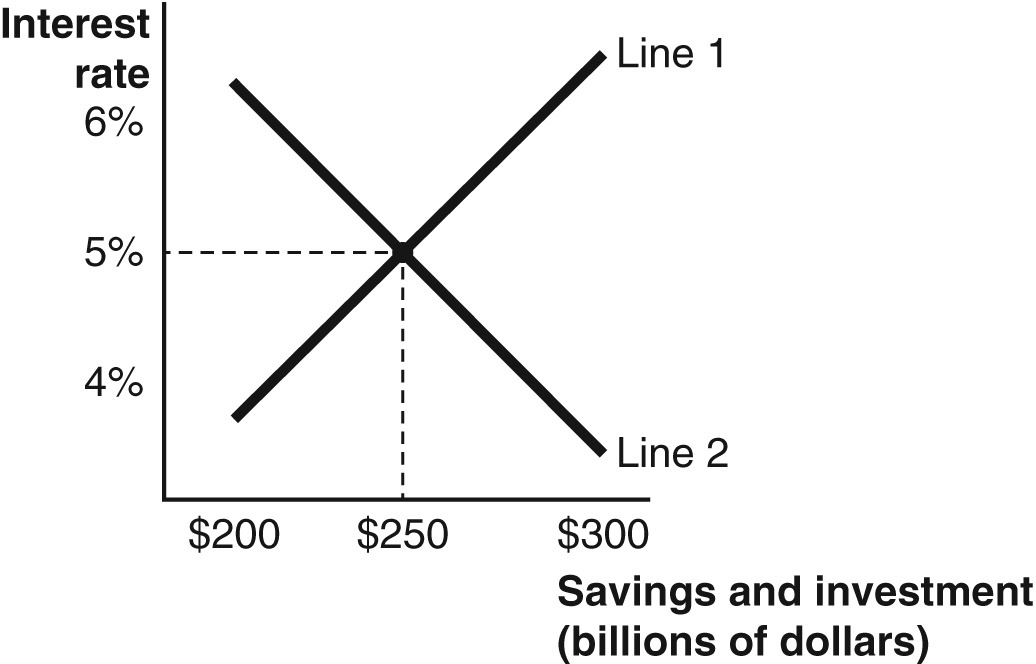 Interest
rate
6%
5%
4%
Line 1
Line 2
$200
$250
$300
Savings and investment
(billions of dollars)